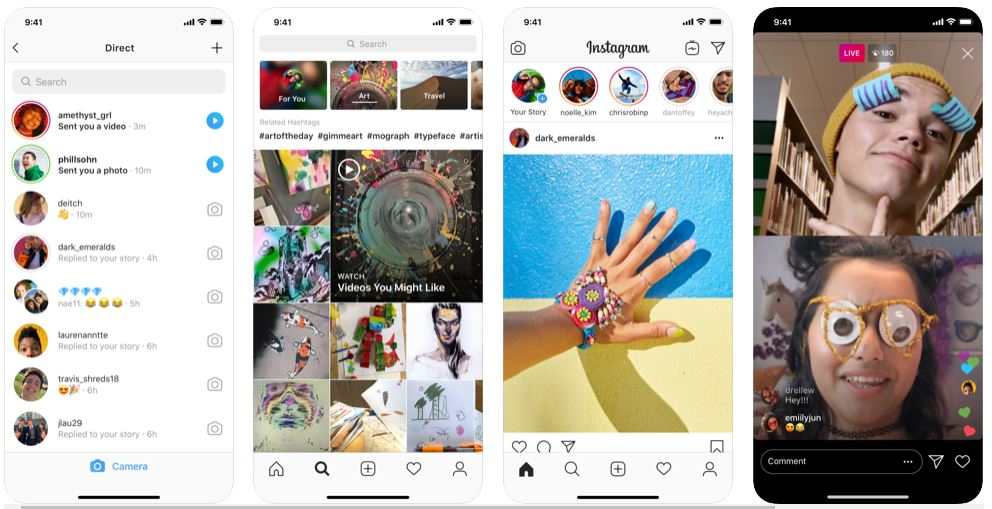 9:41
Direct
Search
amethyst_grl
Sent you a video · 3m
phillsohn
Sent you a photo · 10m
deitch
👋 · 10m
dark_emeralds
Replied to your story · 4h
💎💎💎💎
nae11: 😂😂😂 · 5h
laurenanntte
Replied to your story · 6h
travis_shreds18
😍🎉 · 6h
jlau29
Replied to your story · 6h
Camera
9:41
Search
For You
Art
Travel
Related Hashtags
#artoftheday #gimmeart #mograph #typeface #artis
WATCH
Videos You Might Like
9:41
Instagram
Your Story
noelle_kim
chrisrobinp
dantoffey
heyach
dark_emeralds
9:41
LIVE
180
drellew
Hey!!!
emiilyjun
😍😂
Comment